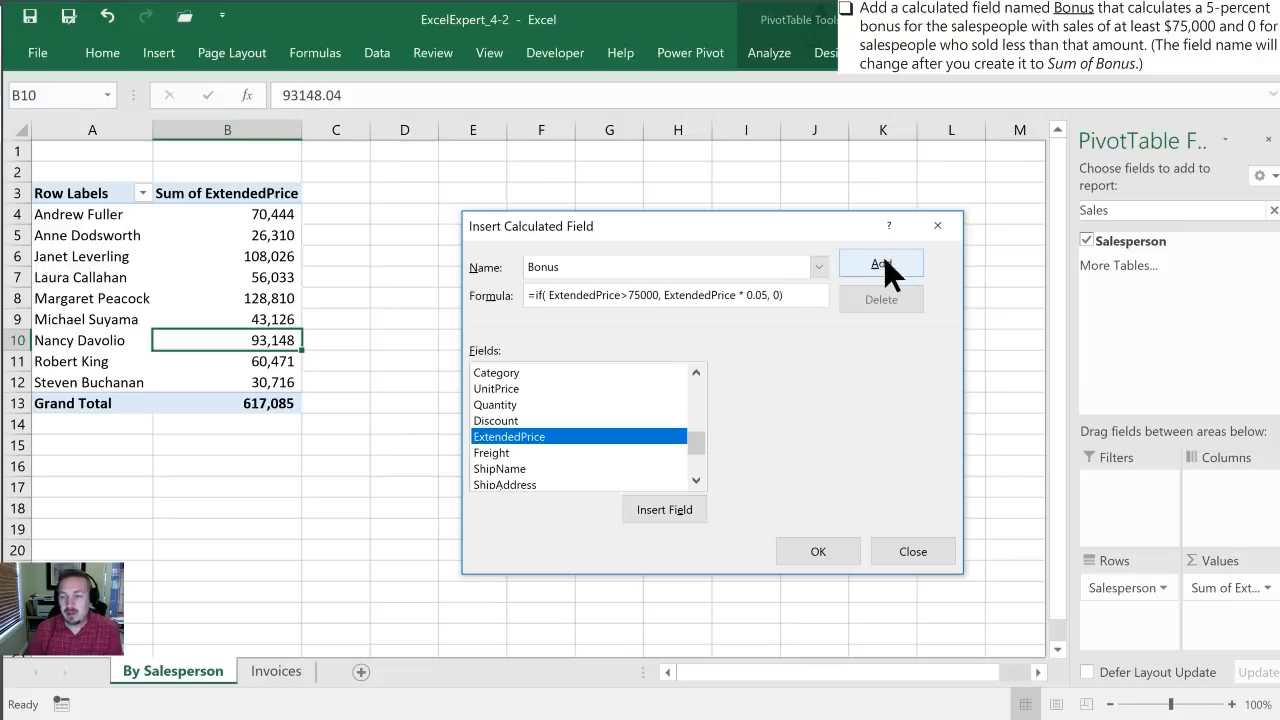 ExcelExpert_4-2 - Excel
PivotTable Tools
Add a calculated field named Bonus that calculates a 5-percent
bonus for the salespeople with sales of at least $75,000 and 0 for
salespeople who sold less than that amount. (The field name will
change after you create it to Sum of Bonus.)
File Home Insert Page Layout Formulas Data Review View Developer Help Power Pivot Analyze
B10 fx 93148.04
A B C D E F G H I J K L M
1
2
3 Row Labels Sum of ExtendedPrice
4 Andrew Fuller 70,444
5 Anne Dodsworth 26,310
6 Janet Leverling 108,026
7 Laura Callahan 56,033
8 Margaret Peacock 128,810
9 Michael Suyama 43,126
10 Nancy Davolio 93,148
11 Robert King 60,471
12 Steven Buchanan 30,716
13 Grand Total 617,085
14
15
16
17
18
19
20
Insert Calculated Field ?
Name: Bonus Add
Formula: =if( ExtendedPrice>75000, ExtendedPrice * 0.05, 0) Delete
Fields:
Category
UnitPrice
Quantity
Discount
ExtendedPrice
Freight
ShipName
ShipAddress
Insert Field
OK Close
PivotTable F..
Choose fields to add to
report:
Sales
Salesperson
More Tables...
Drag fields between areas below:
Filters Columns
Rows Σ Values
Salesperson Sum of Ext...
Defer Layout Update Update
By Salesperson Invoices
Ready 100%